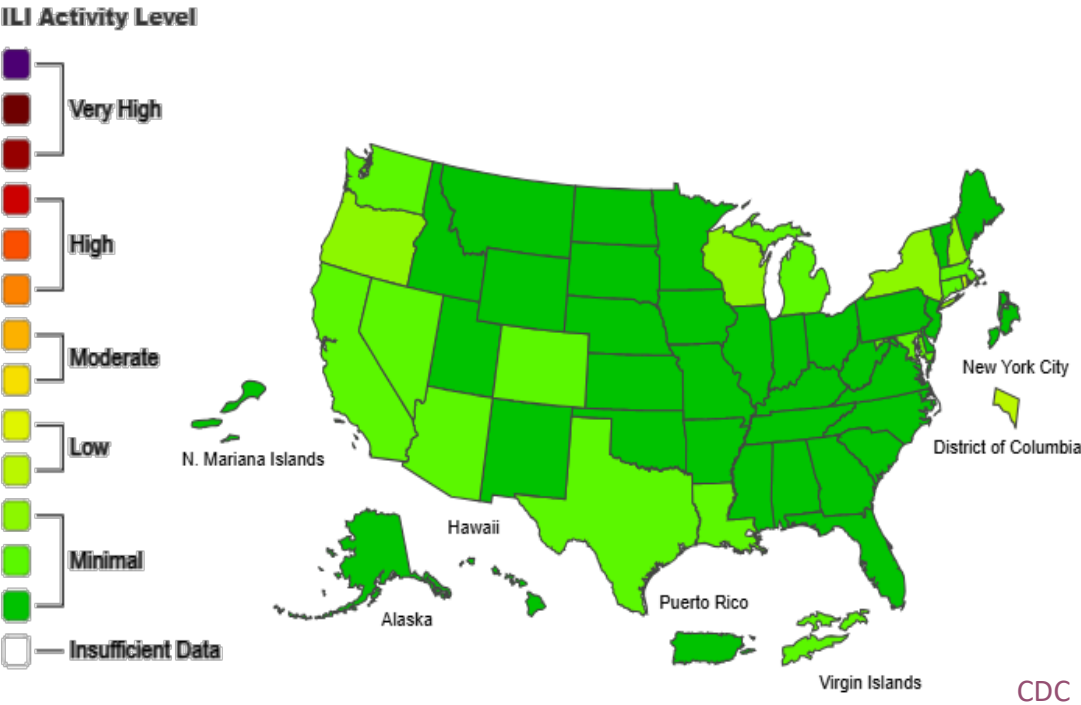 ILI Activity Level
Very High
High
Moderate
Low
Minimal
Insufficient Data
New York City
District of Columbia
N. Mariana Islands
Hawaii
Alaska
Puerto Rico
Virgin Islands
CDC